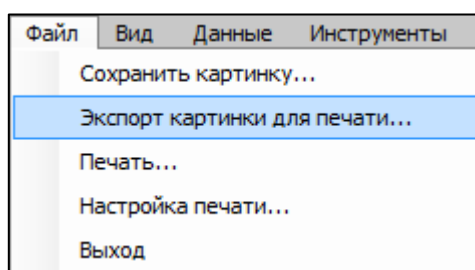 Файл Вид Данные Инструменты
Сохранить картинку...
Экспорт картинки для печати...
Печать...
Настройка печати...
Выход